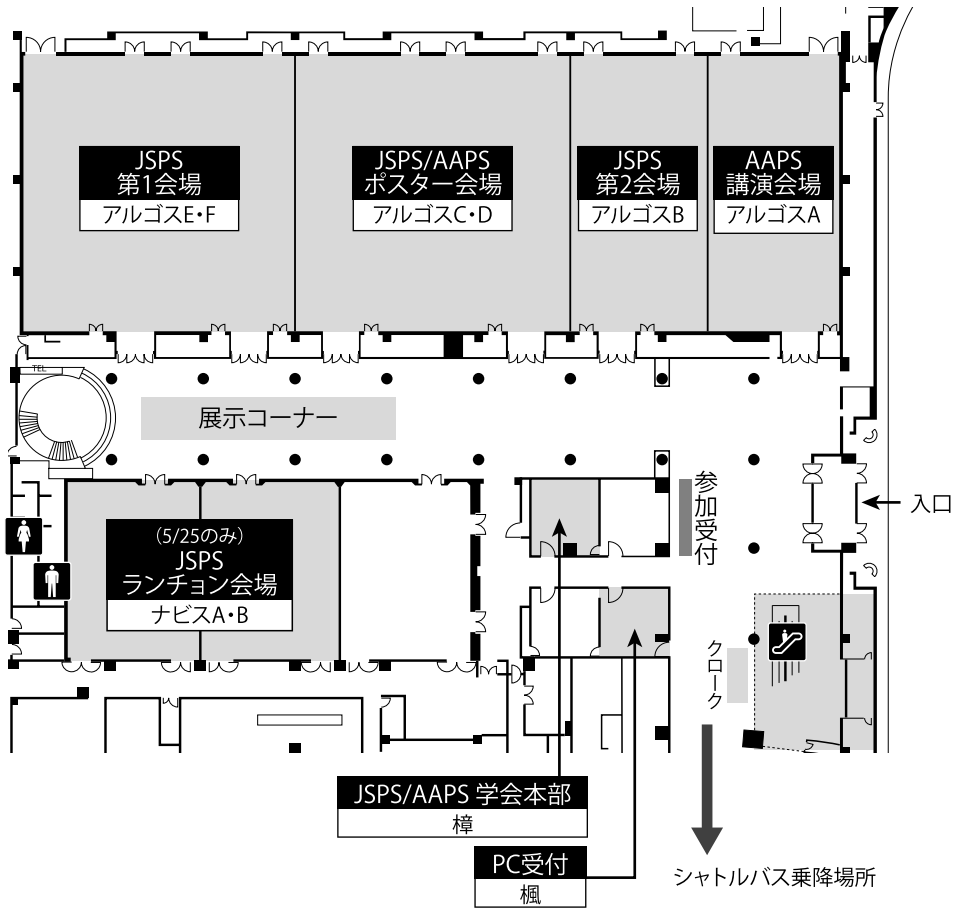 JSPS
第1会場
アルゴスE・F
JSPS/AAPS
ポスター会場
アルゴスC・D
JSPS
第2会場
アルゴスB
AAPS
講演会場
アルゴスA
TEL
展示コーナー
参加受付
入口
(5/25のみ)
JSPS
ランチョン会場
ナビスA・B
クローク
JSPS/AAPS 学会本部
樟
PC受付
楓
シャトルバス乗降場所